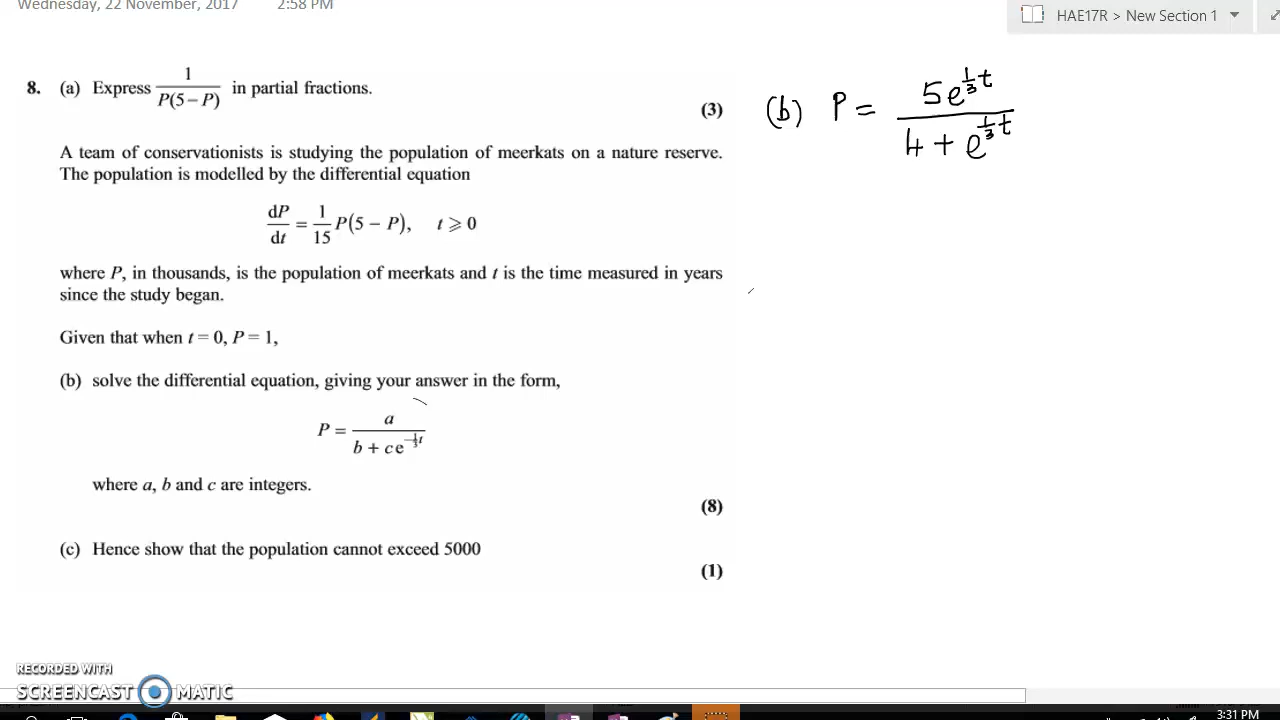 Wednesday, 22 November, 2017 2:58 PM
HAE17R > New Section 1
8. (a) Express 1/(P(5 − P)) in partial fractions.
(3)
A team of conservationists is studying the population of meerkats on a nature reserve.
The population is modelled by the differential equation
dP/dt = 1/15 P(5 − P), t ⩾ 0
where P, in thousands, is the population of meerkats and t is the time measured in years
since the study began.
Given that when t = 0, P = 1,
(b) solve the differential equation, giving your answer in the form,
P = a/(b + ce^(−⅓t))
where a, b and c are integers.
(8)
(c) Hence show that the population cannot exceed 5000
(1)
(b) P = 5e^(⅓t)/(4 + e^(⅓t))
RECORDED WITH
SCREENCAST MATIC
3:31 PM